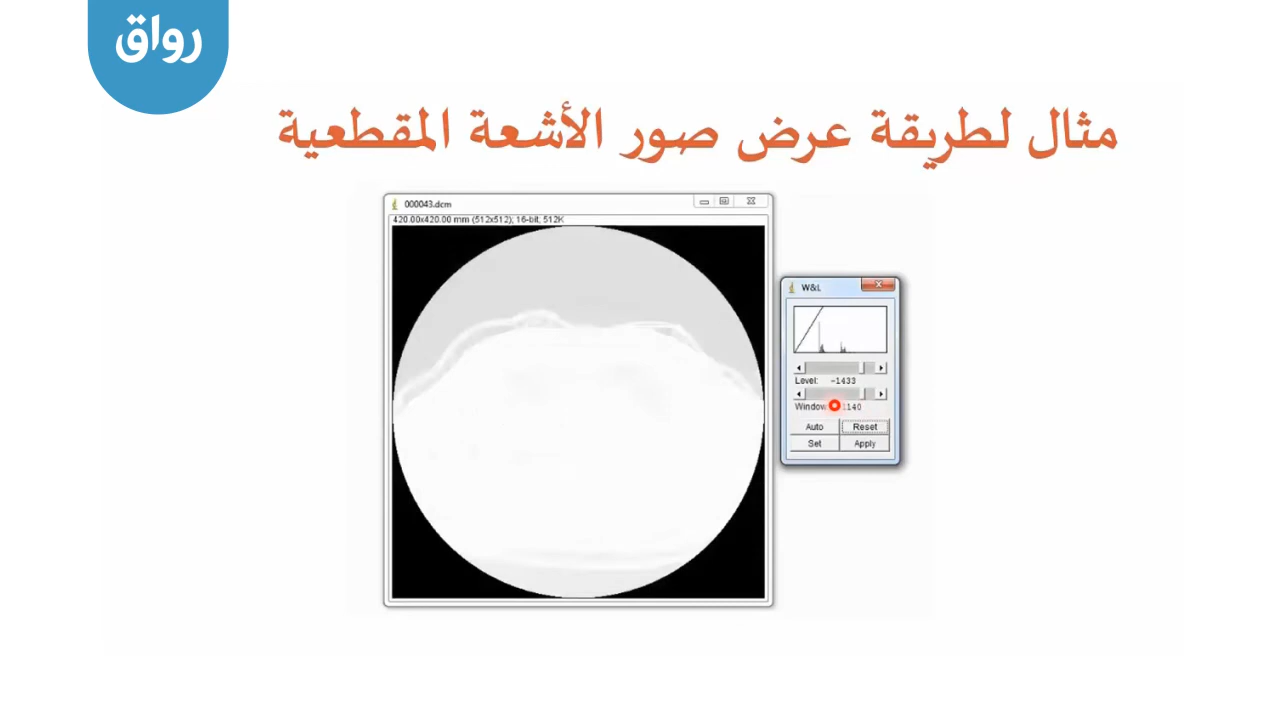 رواق
مثال لطريقة عرض صور الأشعة المقطعية
000043.dcm
420.00x420.00 mm (512x512); 16-bit; 512K
W&L
Level: -1433
Window 1140
Auto Reset
Set Apply